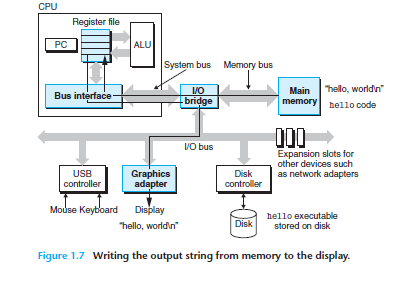 CPU
Register file
PC
ALU
System bus
Memory bus
Bus interface
I/O
bridge
Main
memory
"hello, world\n"
hello code
I/O bus
Expansion slots for
other devices such
as network adapters
USB
controller
Graphics
adapter
Disk
controller
Mouse Keyboard
Display
"hello, world\n"
Disk
hello executable
stored on disk
Figure 1.7 Writing the output string from memory to the display.